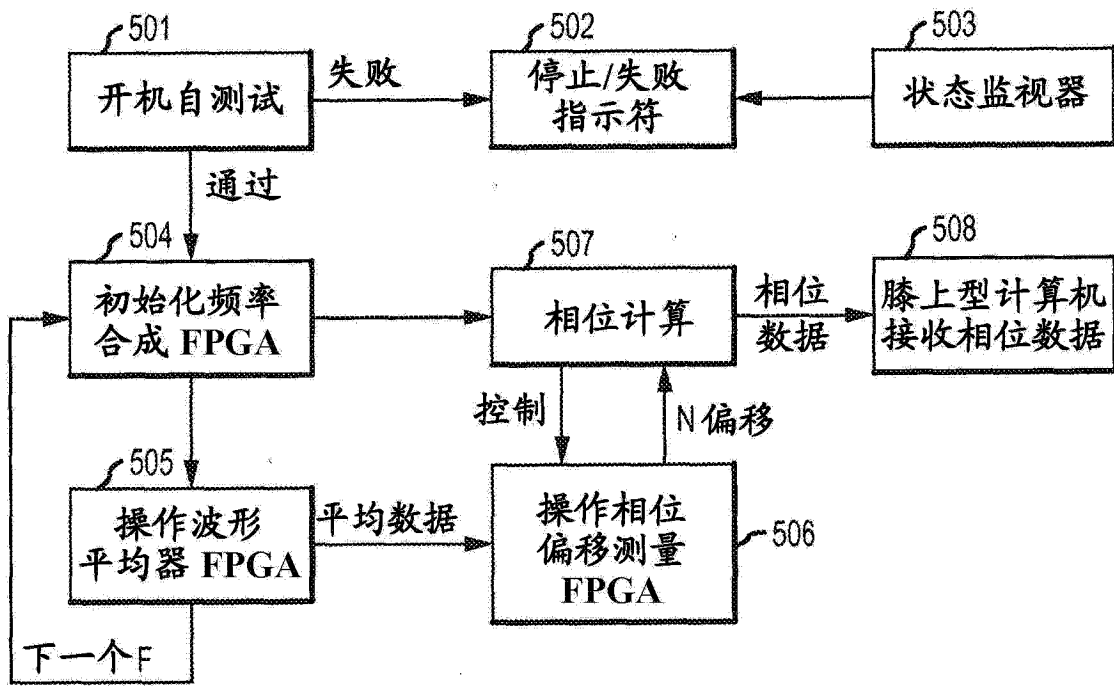 501
开机自测试
失败
502
停止/失败
指示符
503
状态监视器
通过
504
初始化频率
合成 FPGA
507
相位计算
相位
数据
508
膝上型计算机
接收相位数据
控制
N 偏移
505
操作波形
平均器 FPGA
平均数据
操作相位
偏移测量
FPGA
506
下一个 F